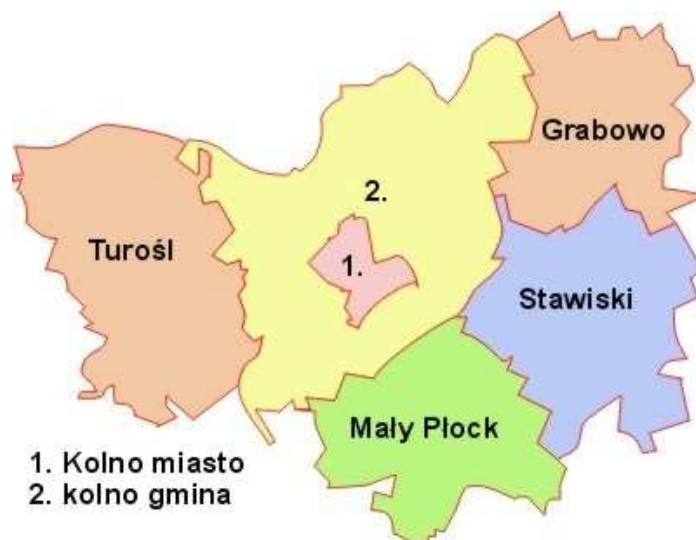 Grabowo
2.
Turośl
1.
Stawiski
Mały Płock
1. Kolno miasto
2. kolno gmina